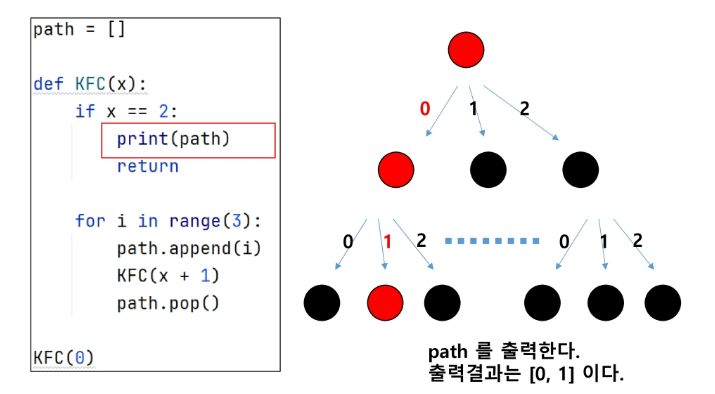 path = []
def KFC(x):
    if x == 2:
        print(path)
        return
    for i in range(3):
        path.append(i)
        KFC(x + 1)
        path.pop()
KFC(0)
0 1 2
0 1 2 0 1 2
path 를 출력한다.
출력결과는 [0, 1] 이다.